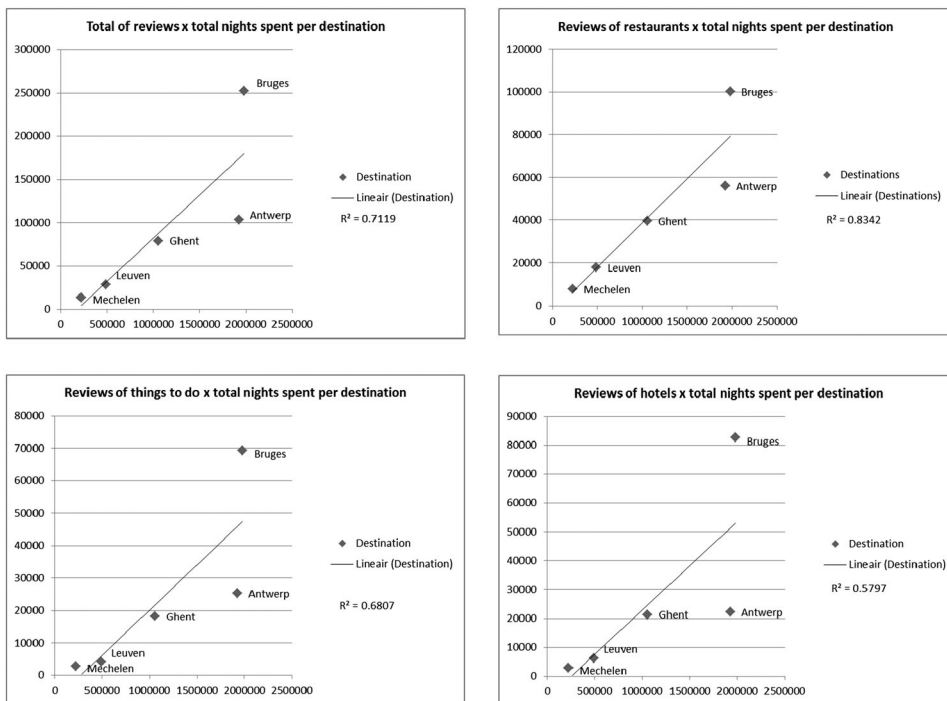 Total of reviews x total nights spent per destination
300000
250000
200000
150000
100000
50000
0
0 500000 1000000 1500000 2000000 2500000
Bruges
Antwerp
Ghent
Leuven
Mechelen
Destination
Lineair (Destination)
R² = 0.7119
Reviews of restaurants x total nights spent per destination
120000
100000
80000
60000
40000
20000
0
0 500000 1000000 1500000 2000000 2500000
Bruges
Antwerp
Ghent
Leuven
Mechelen
Destinations
Lineair (Destinations)
R² = 0.8342
Reviews of things to do x total nights spent per destination
80000
70000
60000
50000
40000
30000
20000
10000
0
0 500000 1000000 1500000 2000000 2500000
Bruges
Antwerp
Ghent
Leuven
Mechelen
Destination
Lineair (Destination)
R² = 0.6807
Reviews of hotels x total nights spent per destination
90000
80000
70000
60000
50000
40000
30000
20000
10000
0
0 500000 1000000 1500000 2000000 2500000
Bruges
Antwerp
Ghent
Leuven
Mechelen
Destination
Lineair (Destination)
R² = 0.5797